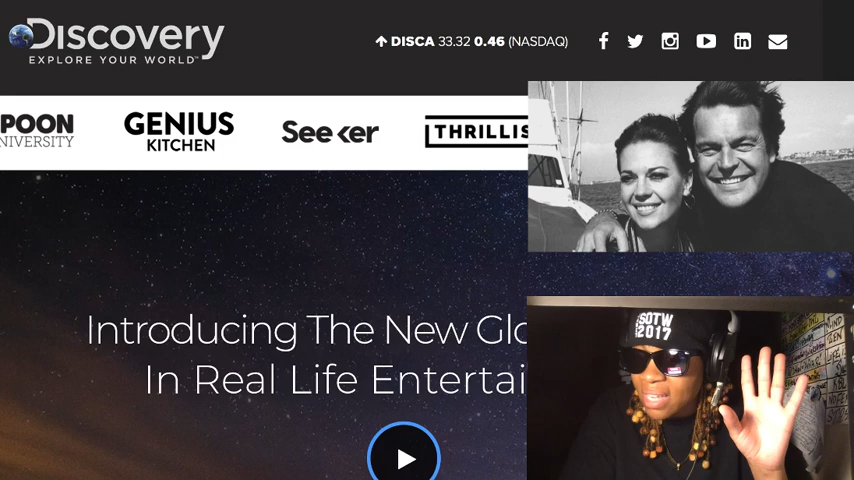 Discovery
EXPLORE YOUR WORLD
DISCA 33.32 0.46 (NASDAQ)
POON
NIVERSITY
GENIUS
KITCHEN
Seeker
THRILLIS
Introducing The New Glo
In Real Life Entertai
SOTW
2017